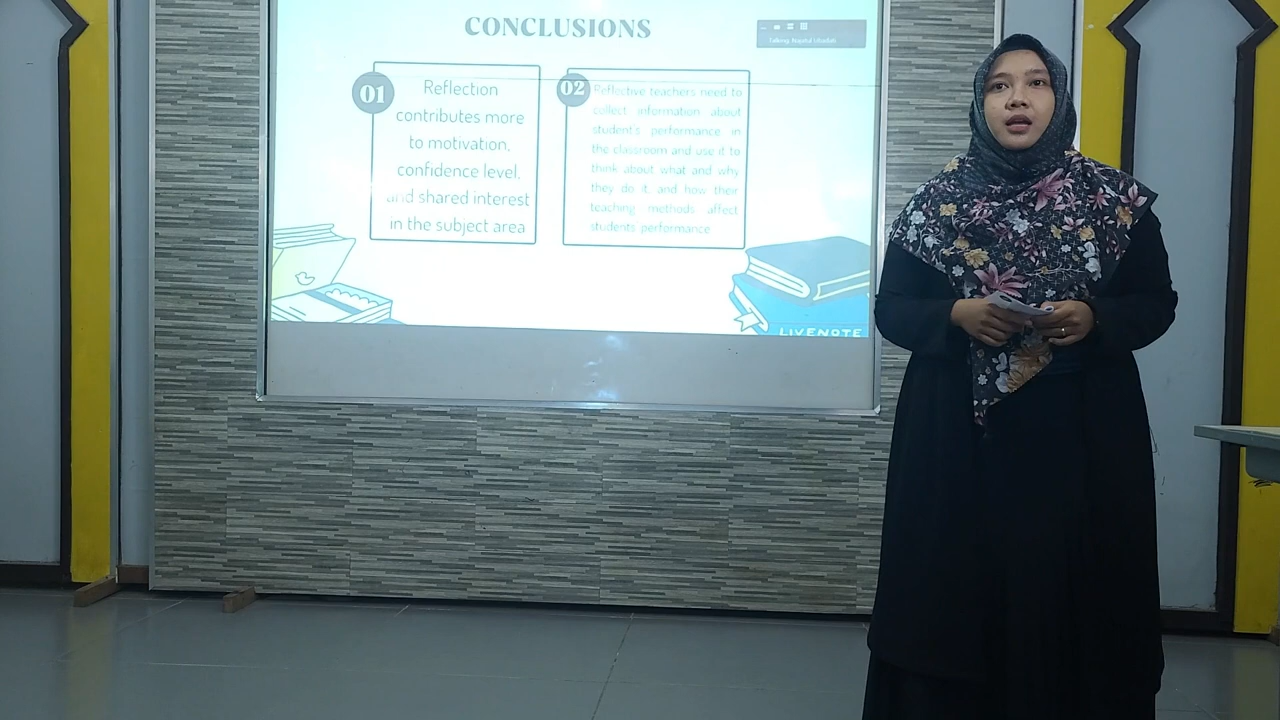 CONCLUSIONS
Talking:
01
Reflection
contributes more
to motivation,
confidence level,
and shared interest
in the subject area
02
Reflective teachers need to
collect information about
student's performance in
the classroom and use it to
think about what and why
they do it, and how their
teaching methods affect
students performance
LIVENOTE